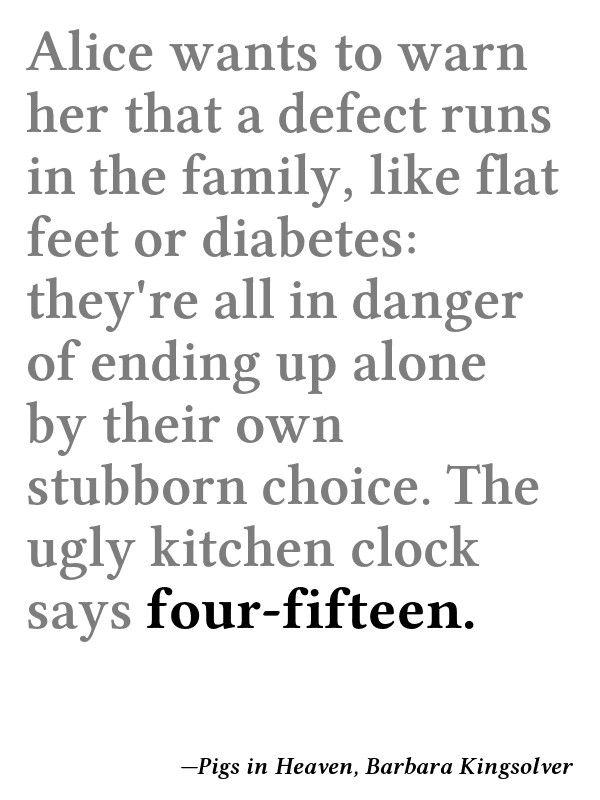 Alice wants to warn
her that a defect runs
in the family, like flat
feet or diabetes:
they're all in danger
of ending up alone
by their own
stubborn choice. The
ugly kitchen clock
says four-fifteen.
—Pigs in Heaven, Barbara Kingsolver